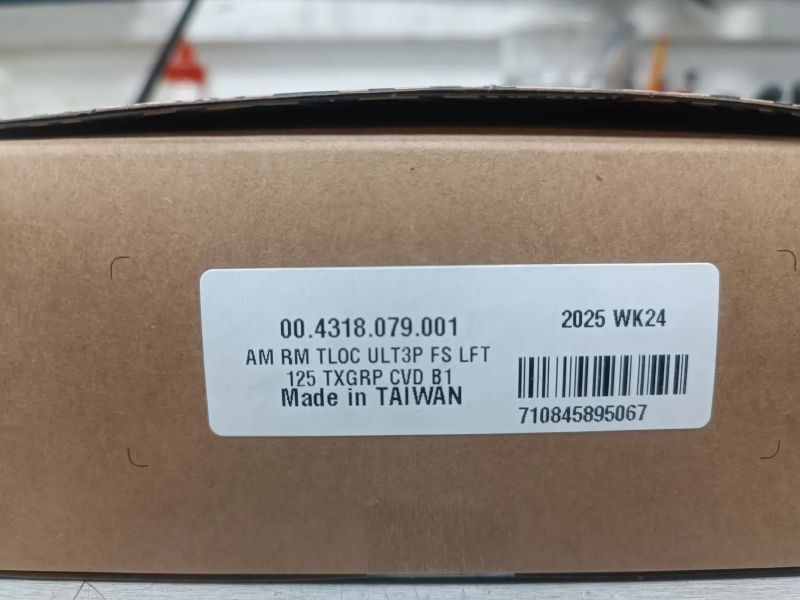 00.4318.079.001
AM RM TLOC ULT3P FS LFT
125 TXGRP CVD B1
Made in TAIWAN
2025 WK24
710845895067